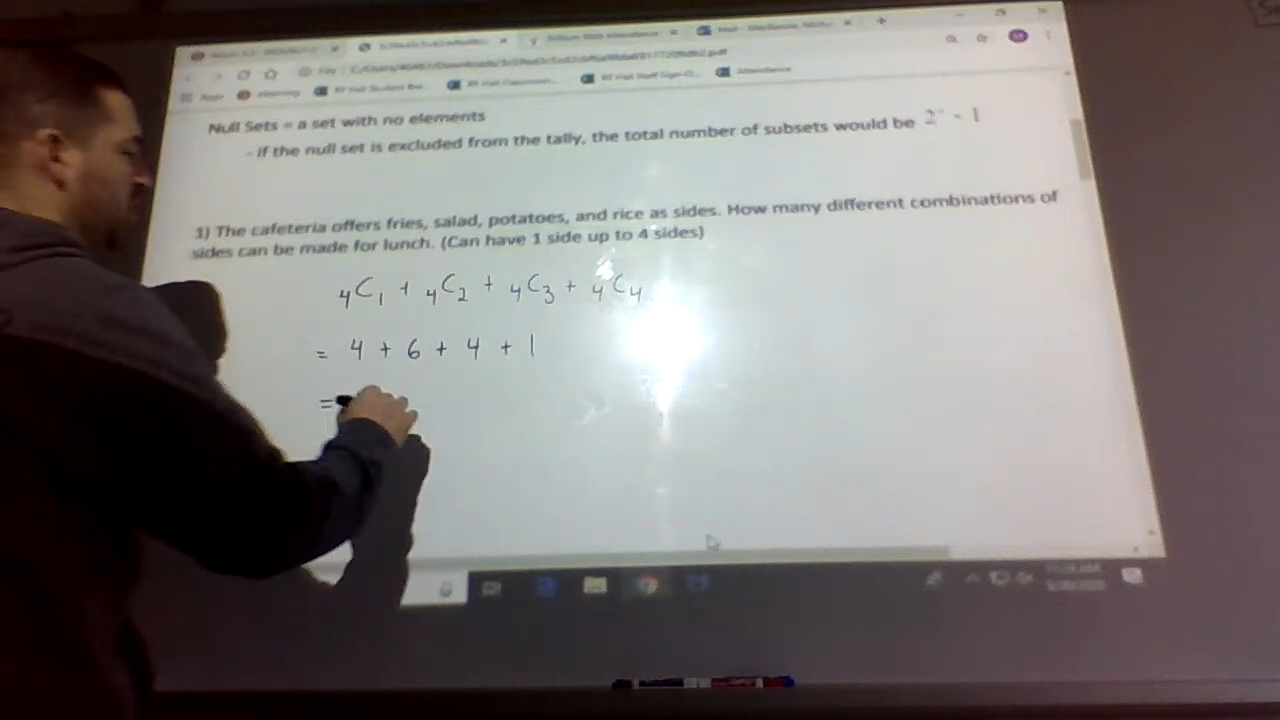 Null Sets = a set with no elements
- if the null set is excluded from the tally, the total number of subsets would be 2ⁿ - 1
1) The cafeteria offers fries, salad, potatoes, and rice as sides. How many different combinations of
sides can be made for lunch. (Can have 1 side up to 4 sides)
₄C₁ + ₄C₂ + ₄C₃ + ₄C₄
= 4 + 6 + 4 + 1
=